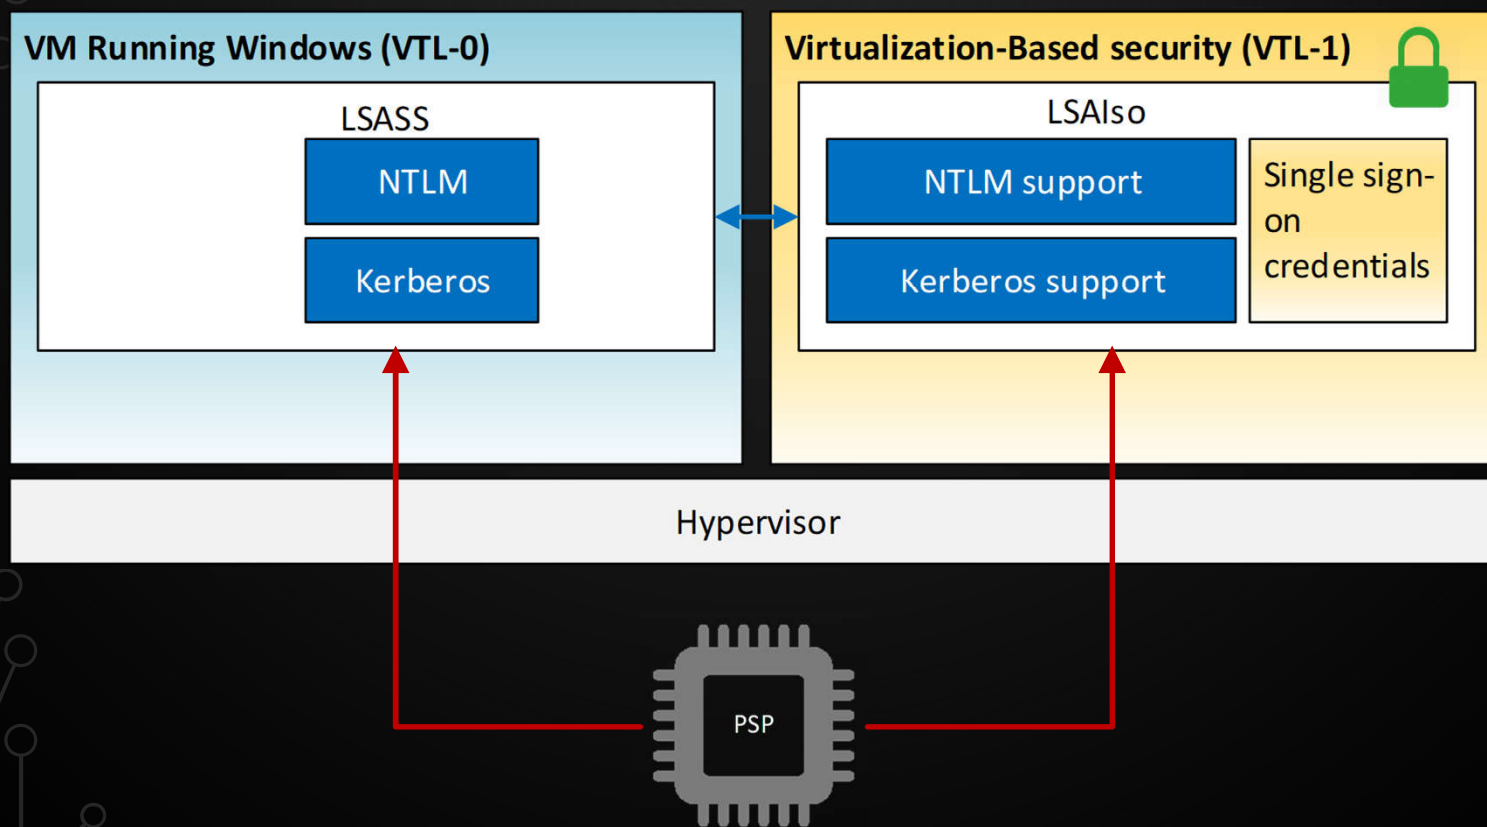 VM Running Windows (VTL-0)
LSASS
NTLM
Kerberos
Virtualization-Based security (VTL-1)
LSAIso
NTLM support
Kerberos support
Single sign-
on
credentials
Hypervisor
PSP